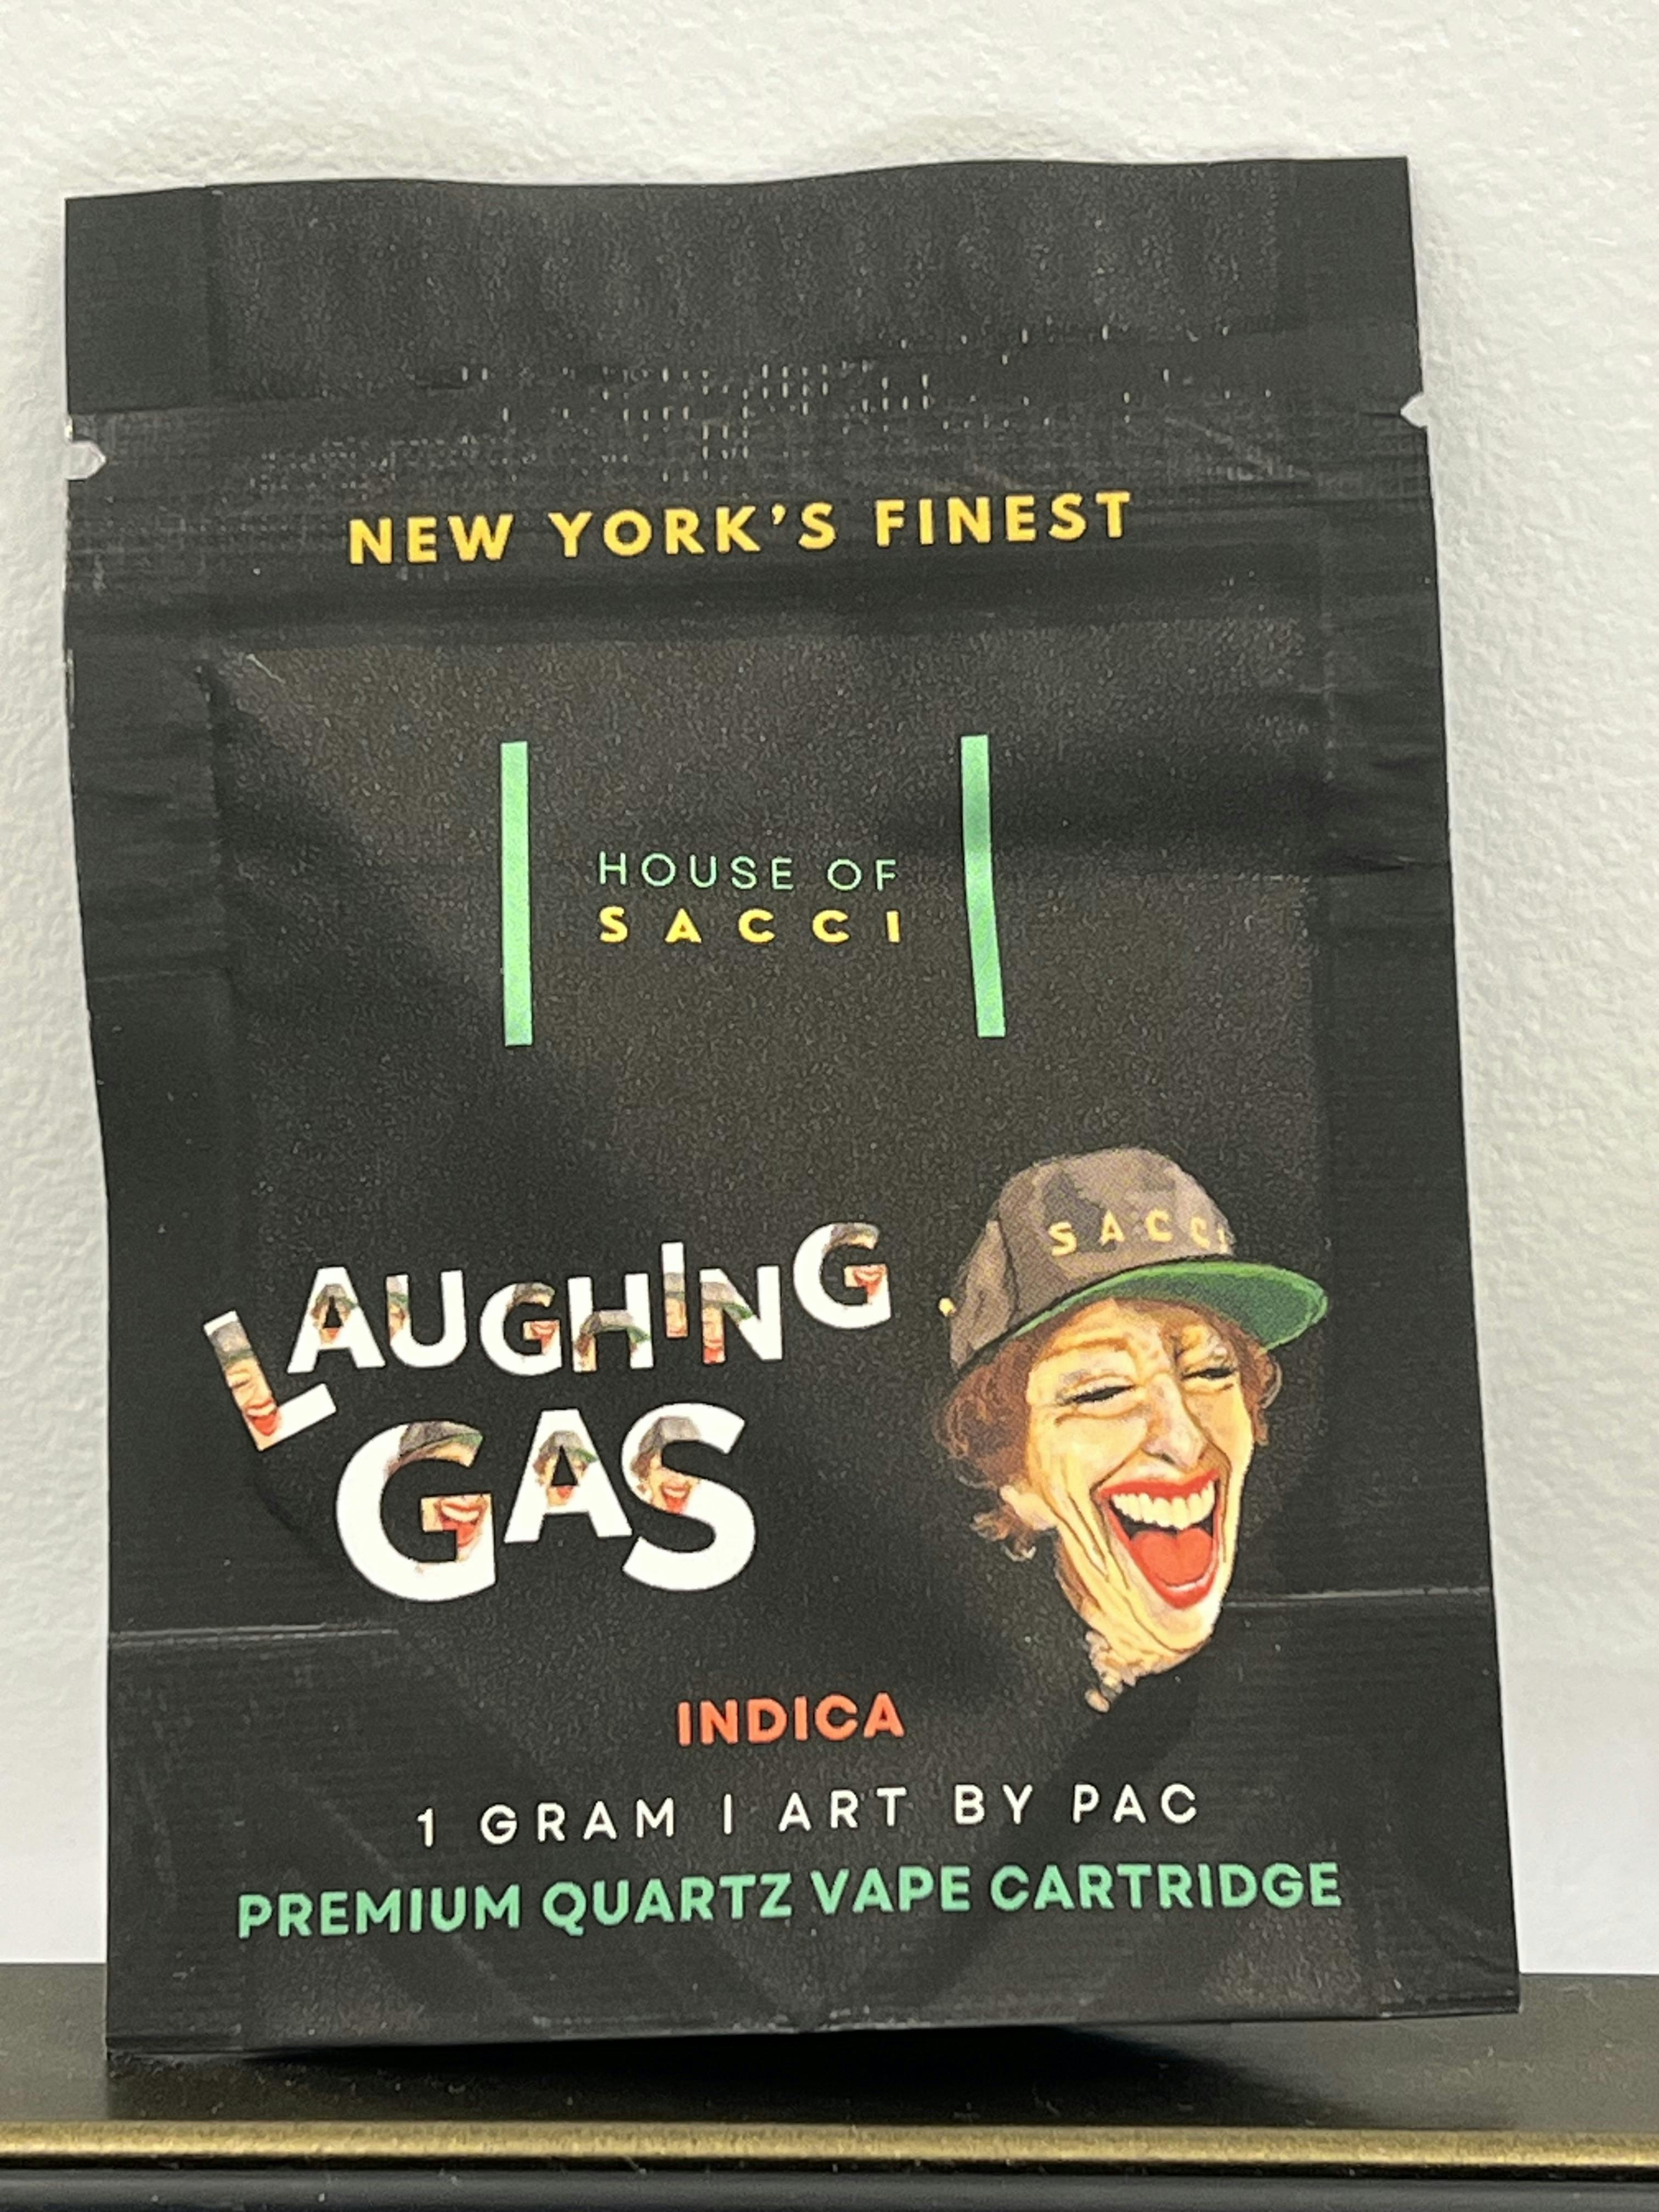 NEW YORK'S FINEST
HOUSE OF
SACCI
SACCI
LAUGHING
GAS
INDICA
1 GRAM | ART BY PAC
PREMIUM QUARTZ VAPE CARTRIDGE